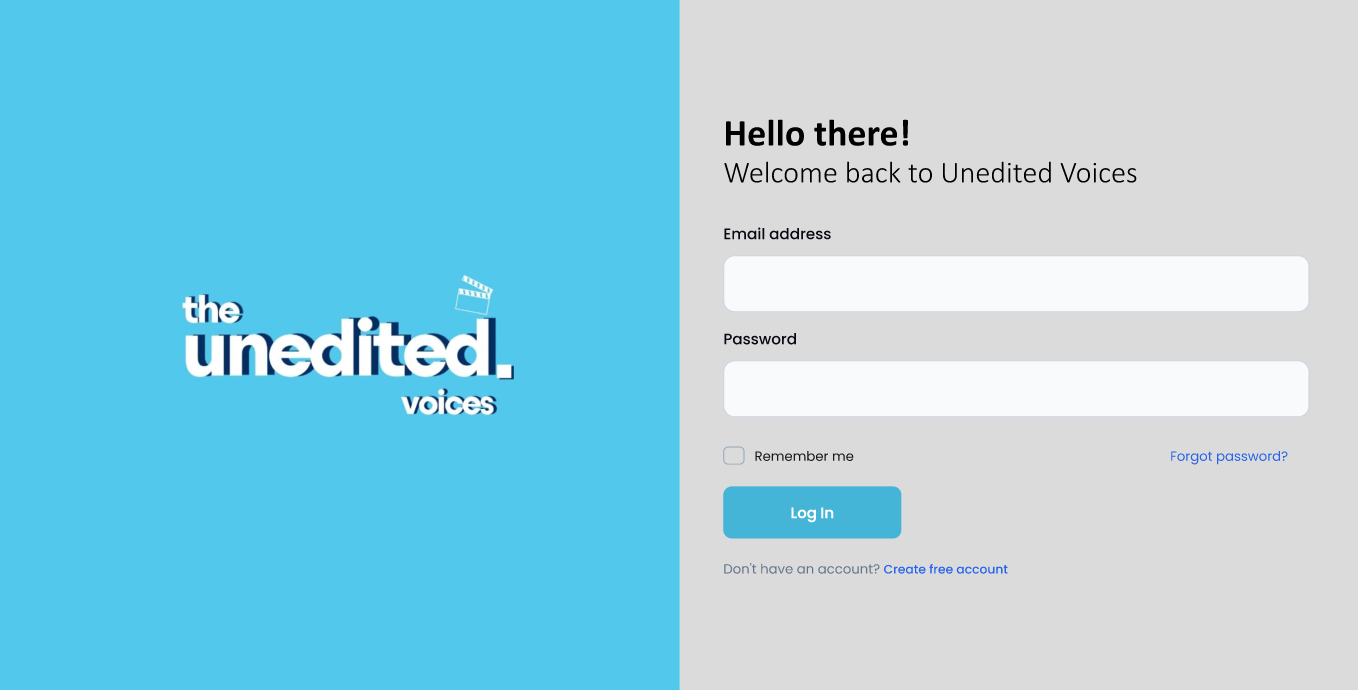 the
unedited.
voices
Hello there!
Welcome back to Unedited Voices
Email address
Password
Remember me
Forgot password?
Log In
Don't have an account? Create free account